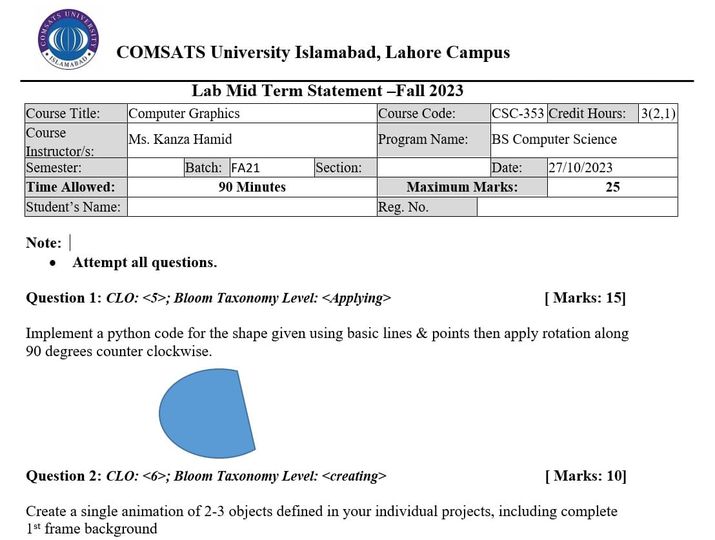 COMSATS UNIVERSITY
ISLAMABAD
COMSATS University Islamabad, Lahore Campus
Lab Mid Term Statement –Fall 2023
Course Title: Computer Graphics Course Code: CSC-353 Credit Hours: 3(2,1)
Course Instructor/s: Ms. Kanza Hamid Program Name: BS Computer Science
Semester: Batch: FA21 Section: Date: 27/10/2023
Time Allowed: 90 Minutes Maximum Marks: 25
Student's Name: Reg. No.
Note:
• Attempt all questions.
Question 1: CLO: <5>; Bloom Taxonomy Level: <Applying> [ Marks: 15]
Implement a python code for the shape given using basic lines & points then apply rotation along
90 degrees counter clockwise.
Question 2: CLO: <6>; Bloom Taxonomy Level: <creating> [ Marks: 10]
Create a single animation of 2-3 objects defined in your individual projects, including complete
1st frame background